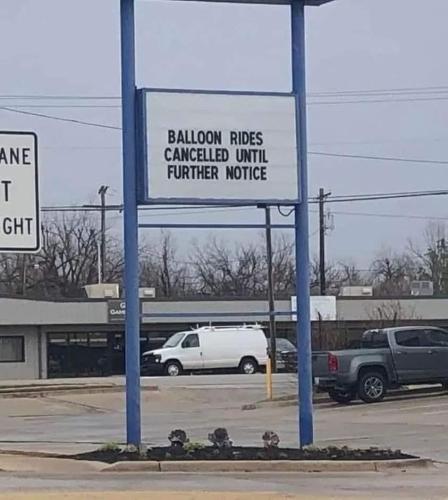 BALLOON RIDES
CANCELLED UNTIL
FURTHER NOTICE
ANE
T
GHT